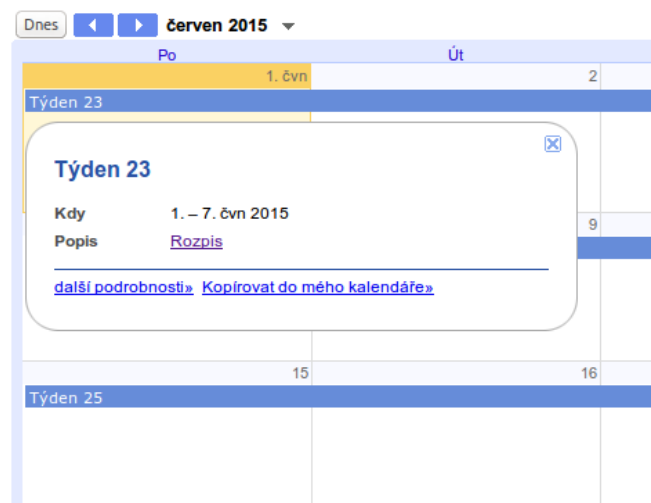 Dnes červen 2015
Po Út
1. čvn 2
Týden 23
Týden 23
Kdy 1. – 7. čvn 2015
Popis Rozpis
další podrobnosti» Kopírovat do mého kalendáře»
9
15 16
Týden 25